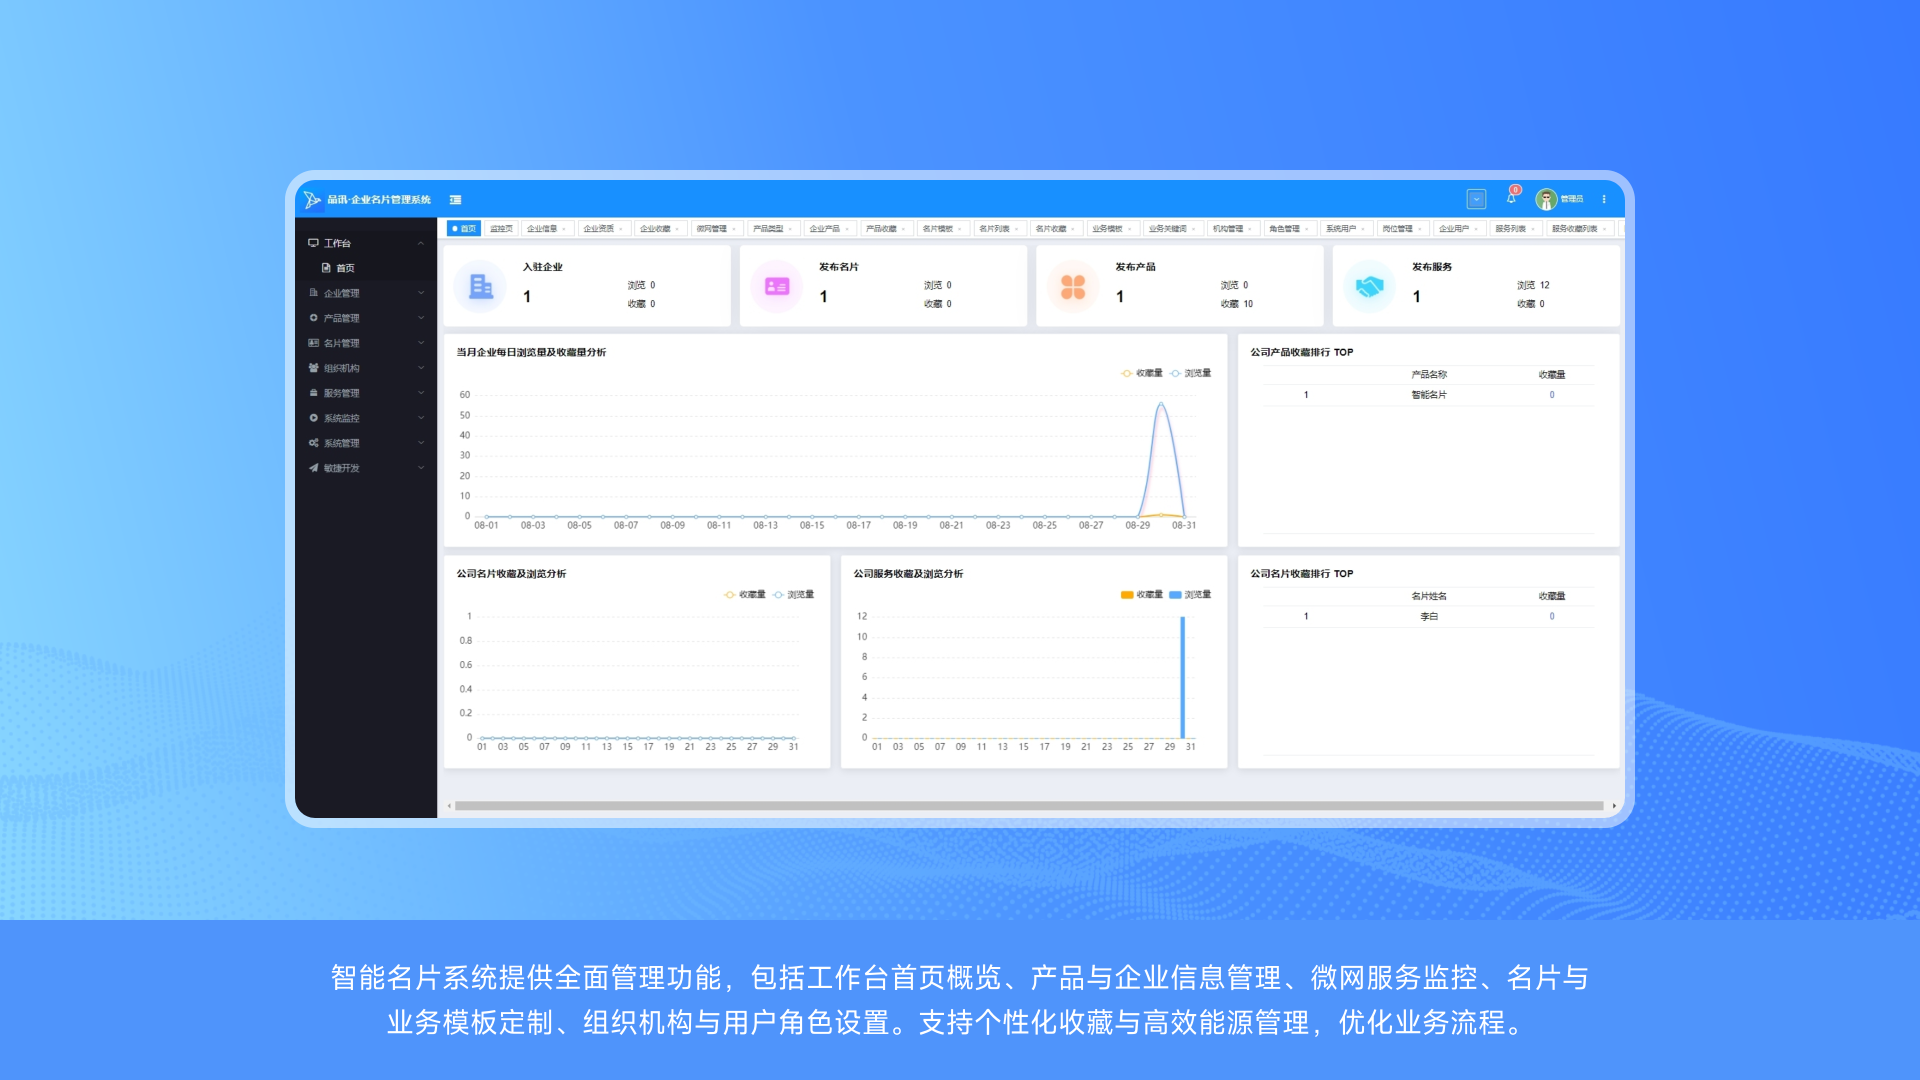 品讯-企业名片管理系统
0
管理员
首页 监控页 企业信息 企业资质 企业收藏 微网管理 产品类型 企业产品 产品收藏 名片模板 名片列表 名片收藏 业务模板 业务关键词 机构管理 角色管理 系统用户 岗位管理 企业用户 服务列表 服务收藏列表
工作台
首页
企业管理
产品管理
名片管理
组织机构
服务管理
系统监控
系统管理
敏捷开发
入驻企业
1
浏览 0
收藏 0
发布名片
1
浏览 0
收藏 0
发布产品
1
浏览 0
收藏 10
发布服务
1
浏览 12
收藏 0
当月企业每日浏览量及收藏量分析
收藏量 浏览量
60
50
40
30
20
10
0
08-01 08-03 08-05 08-07 08-09 08-11 08-13 08-15 08-17 08-19 08-21 08-23 08-25 08-27 08-29 08-31
公司产品收藏排行 TOP
产品名称 收藏量
1 智能名片 0
公司名片收藏及浏览分析
收藏量 浏览量
1
0.8
0.6
0.4
0.2
0
01 03 05 07 09 11 13 15 17 19 21 23 25 27 29 31
公司服务收藏及浏览分析
收藏量 浏览量
12
10
8
6
4
2
0
01 03 05 07 09 11 13 15 17 19 21 23 25 27 29 31
公司名片收藏排行 TOP
名片姓名 收藏量
1 李白 0
智能名片系统提供全面管理功能，包括工作台首页概览、产品与企业信息管理、微网服务监控、名片与
业务模板定制、组织机构与用户角色设置。支持个性化收藏与高效能源管理，优化业务流程。